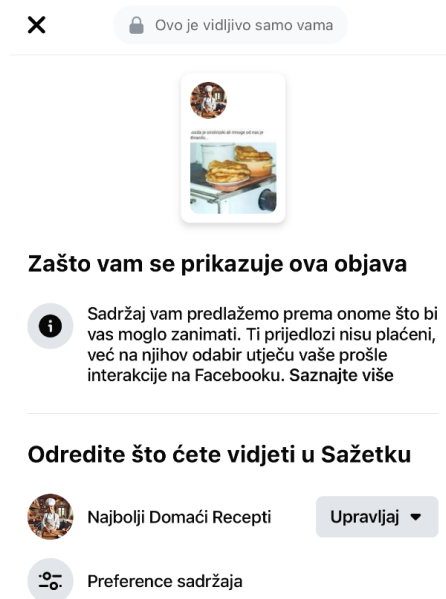 Ovo je vidljivo samo vama
Zašto vam se prikazuje ova objava
Sadržaj vam predlažemo prema onome što bi
vas moglo zanimati. Ti prijedlozi nisu plaćeni,
već na njihov odabir utječu vaše prošle
interakcije na Facebooku. Saznajte više
Odredite što ćete vidjeti u Sažetku
Najbolji Domaći Recepti
Upravljaj
Preference sadržaja